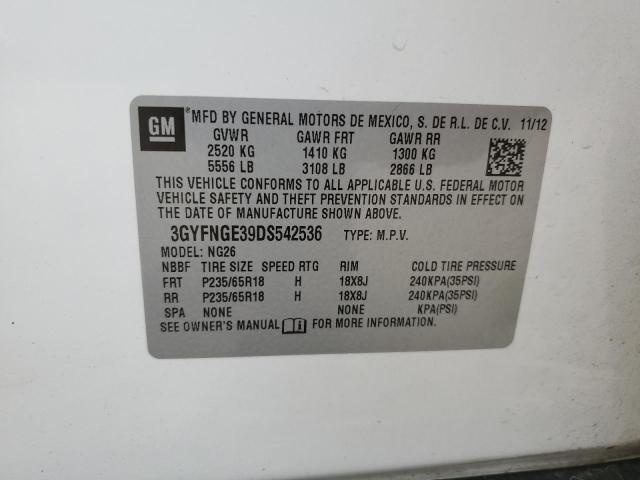 GM
*MFD BY GENERAL MOTORS DE MEXICO, S. DE R.L. DE C.V. 11/12
GVWR GAWR FRT GAWR RR
2520 KG 1410 KG 1300 KG
5556 LB 3108 LB 2866 LB
THIS VEHICLE CONFORMS TO ALL APPLICABLE U.S. FEDERAL MOTOR
VEHICLE SAFETY AND THEFT PREVENTION STANDARDS IN EFFECT ON THE
DATE OF MANUFACTURE SHOWN ABOVE.
3GYFNGE39DS542536 TYPE: M.P.V.
MODEL: NG26
NBBF TIRE SIZE SPEED RTG RIM COLD TIRE PRESSURE
FRT P235/65R18 H 18X8J 240KPA(35PSI)
RR P235/65R18 H 18X8J 240KPA(35PSI)
SPA NONE NONE KPA(PSI)
SEE OWNER'S MANUAL FOR MORE INFORMATION.